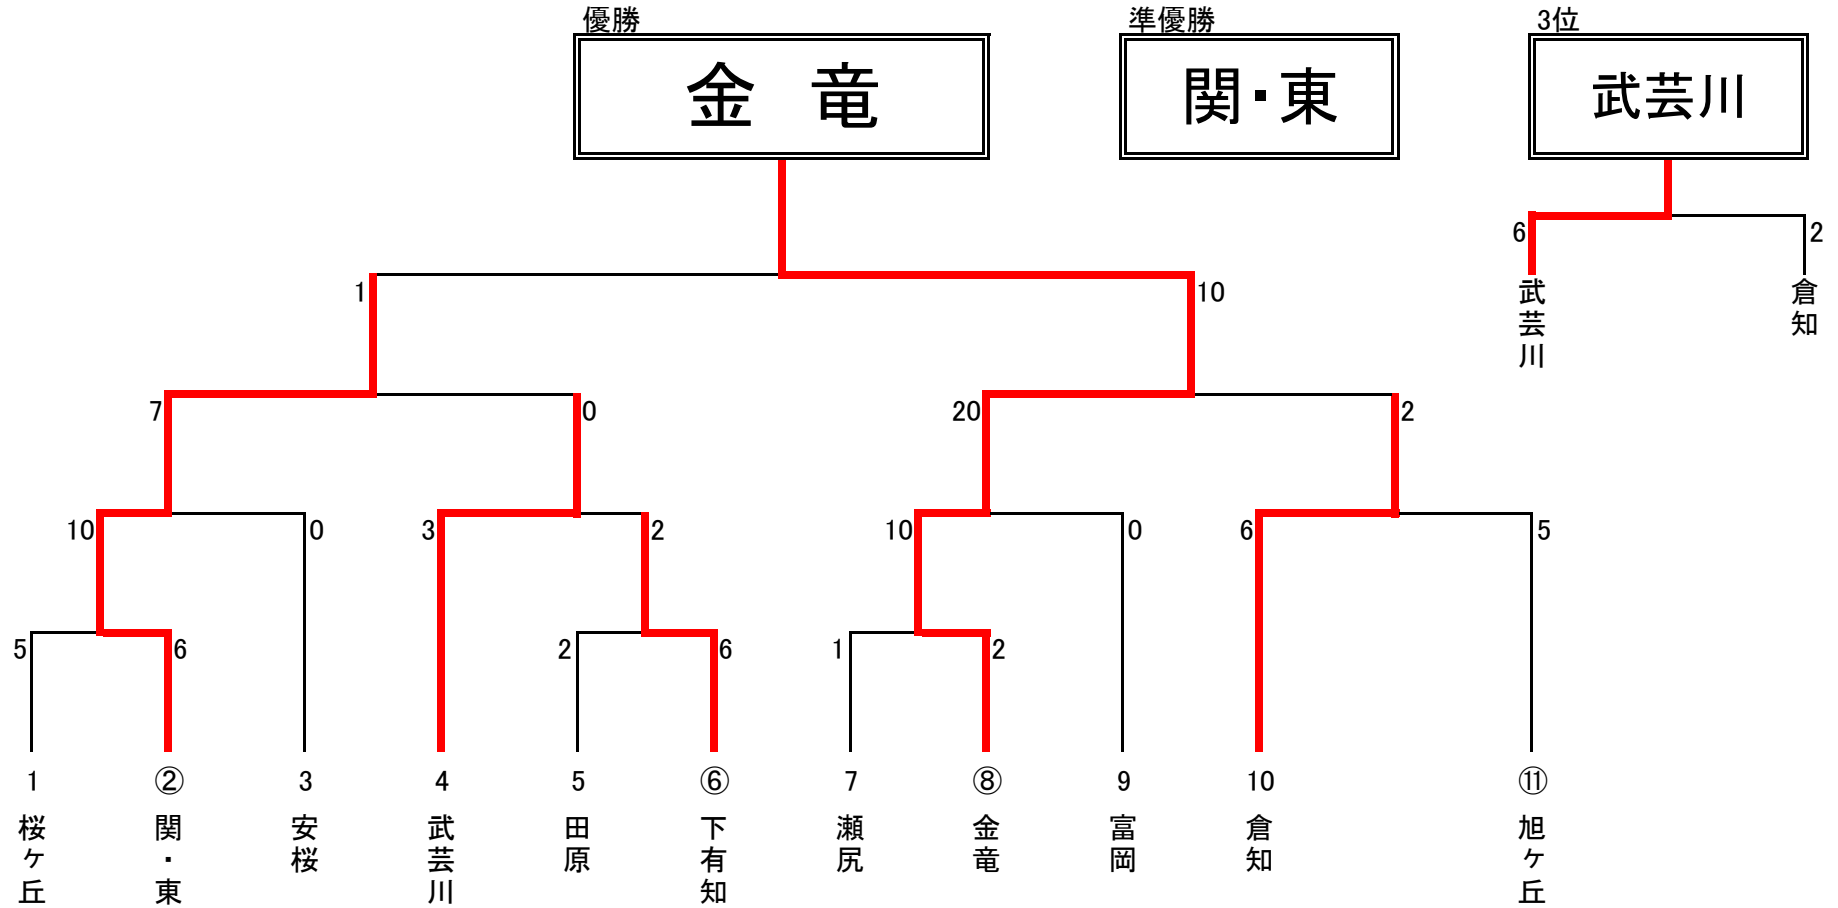 優勝
準優勝
3位
金 竜
関・東
武芸川
6
2
武芸川
倉知
1
10
7
0
20
2
10
0
3
2
10
0
6
5
5
6
2
6
1
2
1
②
3
4
5
⑥
7
⑧
9
10
⑪
桜ケ丘
関・東
安桜
武芸川
田原
下有知
瀬尻
金竜
富岡
倉知
旭ケ丘